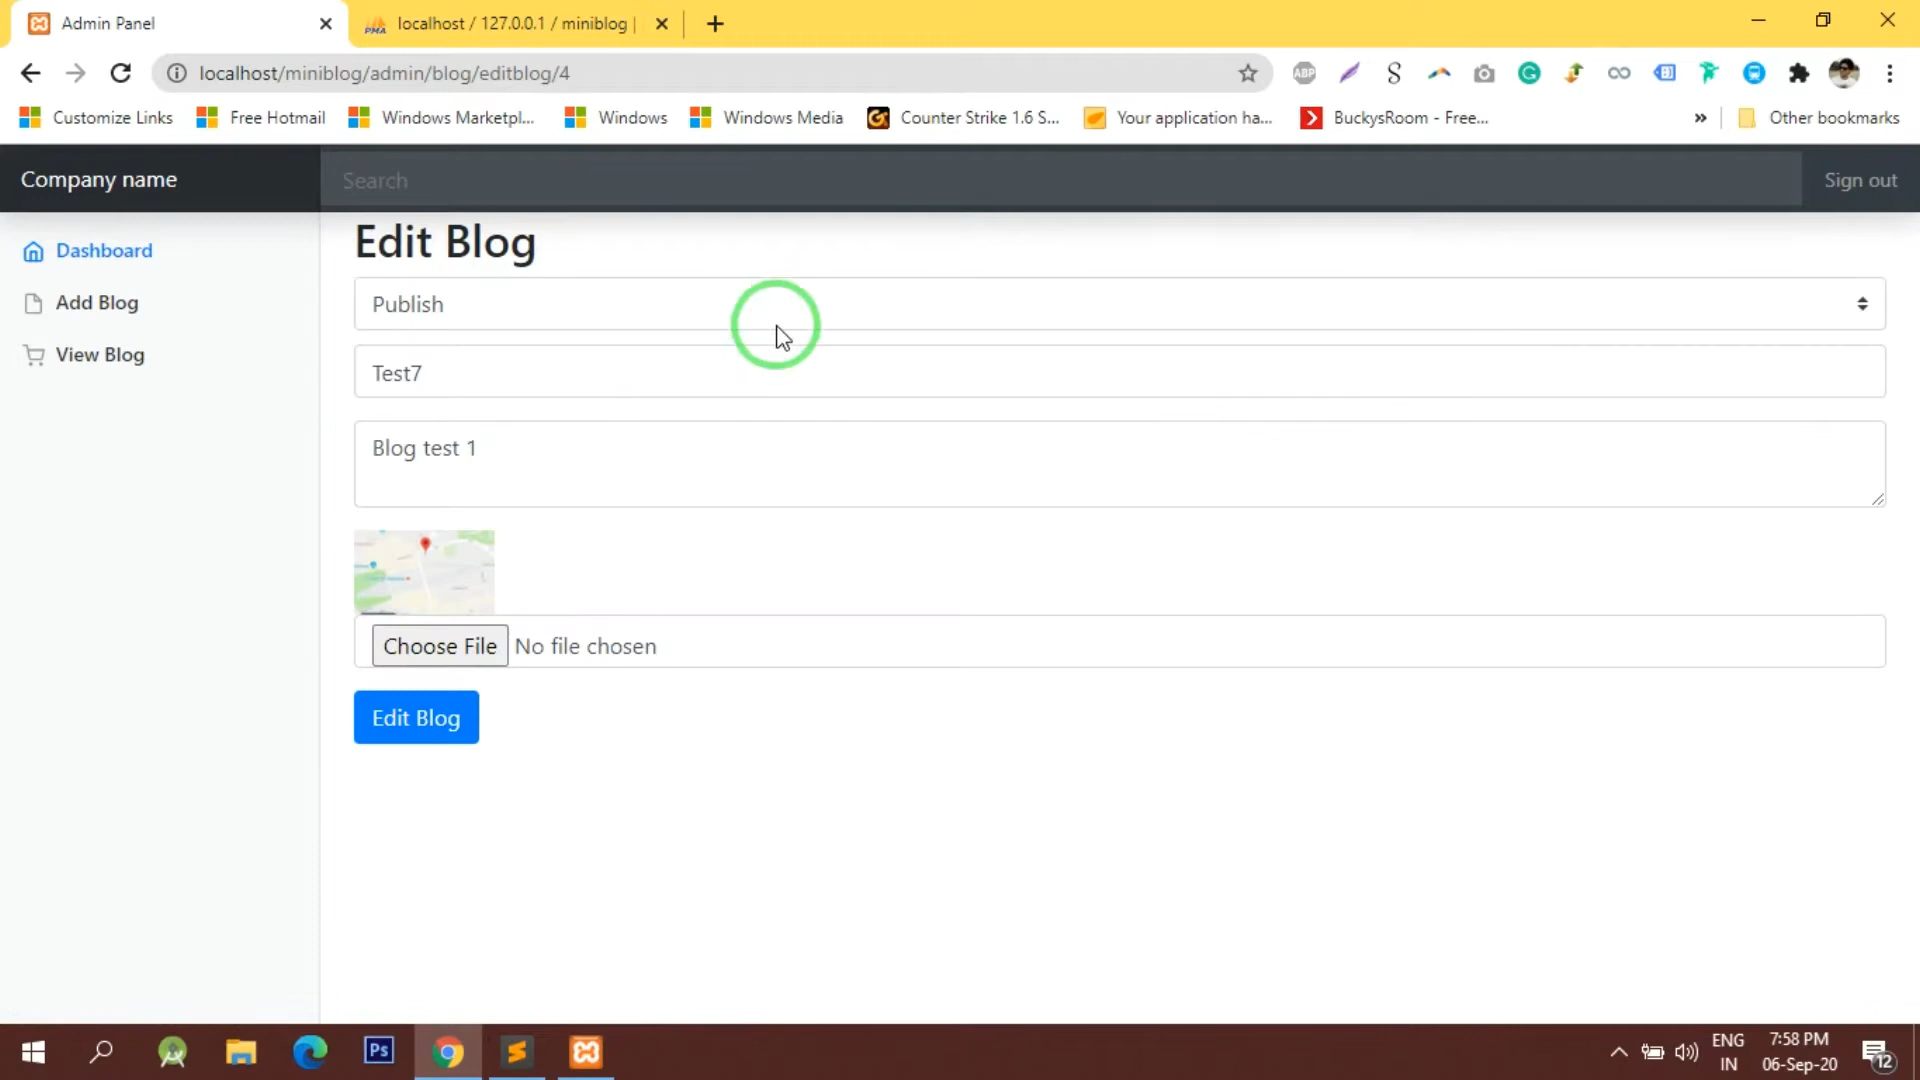 Admin Panel
localhost / 127.0.0.1 / miniblog |
localhost/miniblog/admin/blog/editblog/4
ABP
Customize Links
Free Hotmail
Windows Marketpl...
Windows
Windows Media
Counter Strike 1.6 S...
Your application ha...
BuckysRoom - Free...
»
Other bookmarks
Company name
Search
Sign out
Dashboard
Add Blog
View Blog
Edit Blog
Publish
Test7
Blog test 1
Choose File No file chosen
Edit Blog
Ps
ENG
IN
7:58 PM
06-Sep-20
12